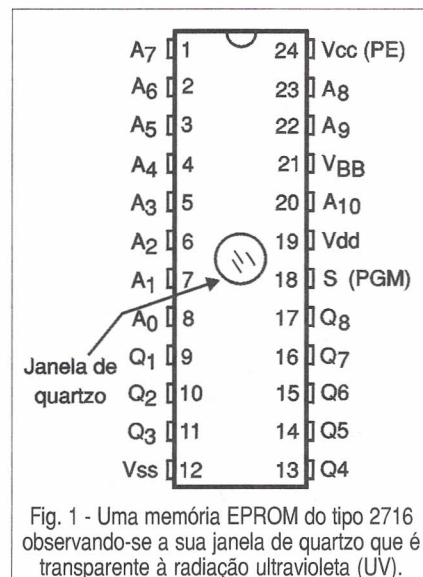 A7 1 24 Vcc (PE)
A6 2 23 A8
A5 3 22 A9
A4 4 21 VBB
A3 5 20 A10
A2 6 19 Vdd
A1 7 18 S (PGM)
A0 8 17 Q8
Q1 9 16 Q7
Q2 10 15 Q6
Q3 11 14 Q5
Vss 12 13 Q4
Janela de
quartzo
Fig. 1 - Uma memória EPROM do tipo 2716
observando-se a sua janela de quartzo que é
transparente à radiação ultravioleta (UV).